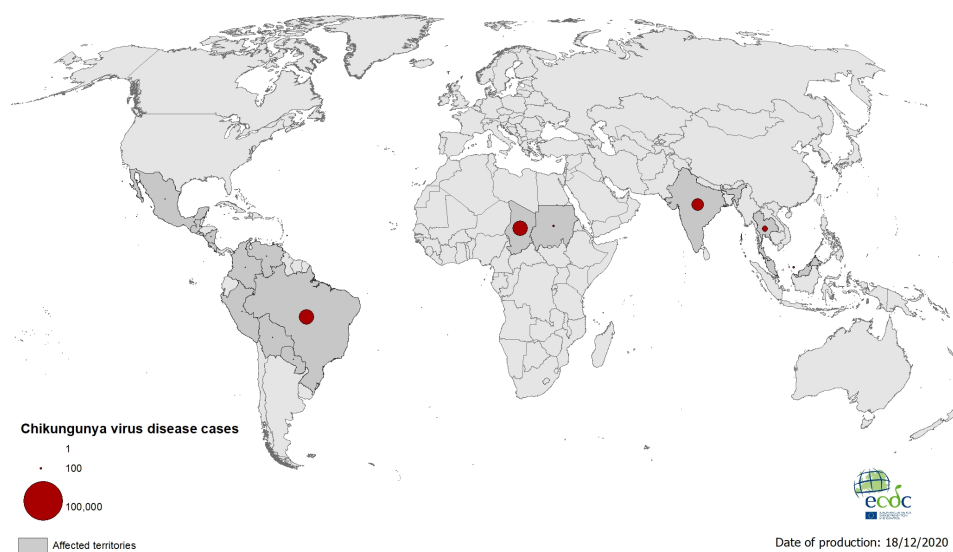 Chikungunya virus disease cases
1
100
100,000
Affected territories
ecdc
Date of production: 18/12/2020